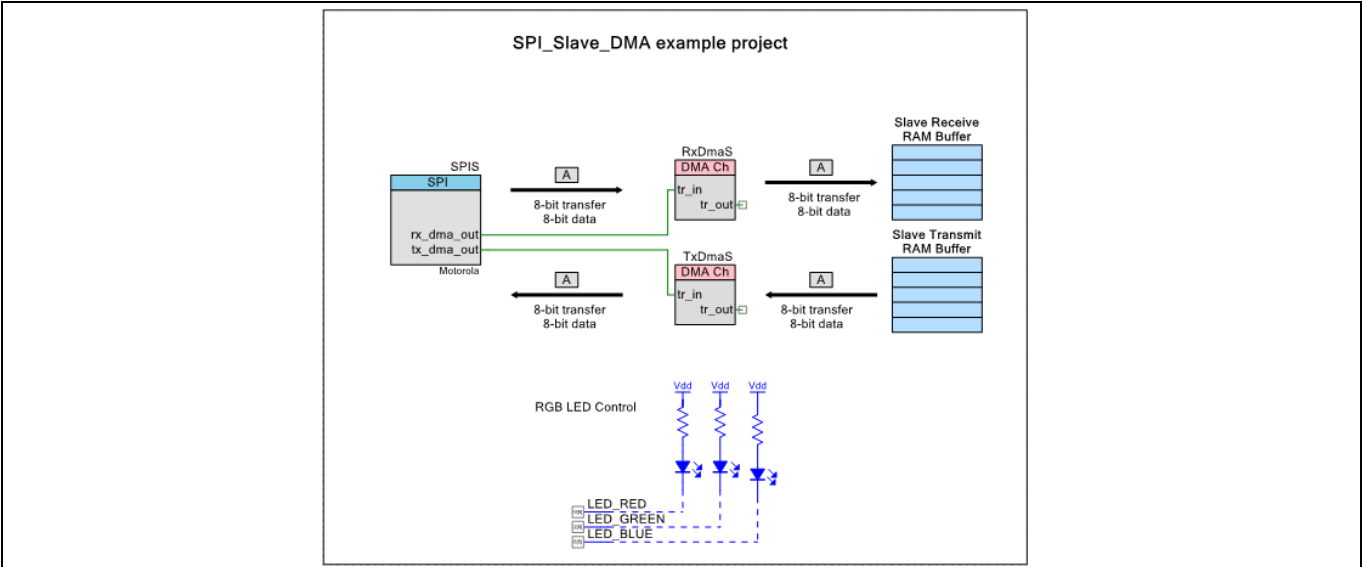 SPI_Slave_DMA example project
Slave Receive
RAM Buffer
SPIS
SPI
rx_dma_out
tx_dma_out
Motorola
A
8-bit transfer
8-bit data
RxDmaS
DMA Ch
tr_in
tr_out
A
8-bit transfer
8-bit data
Slave Transmit
RAM Buffer
A
8-bit transfer
8-bit data
TxDmaS
DMA Ch
tr_in
tr_out
A
8-bit transfer
8-bit data
RGB LED Control
Vdd
Vdd
Vdd
LED_RED
LED_GREEN
LED_BLUE